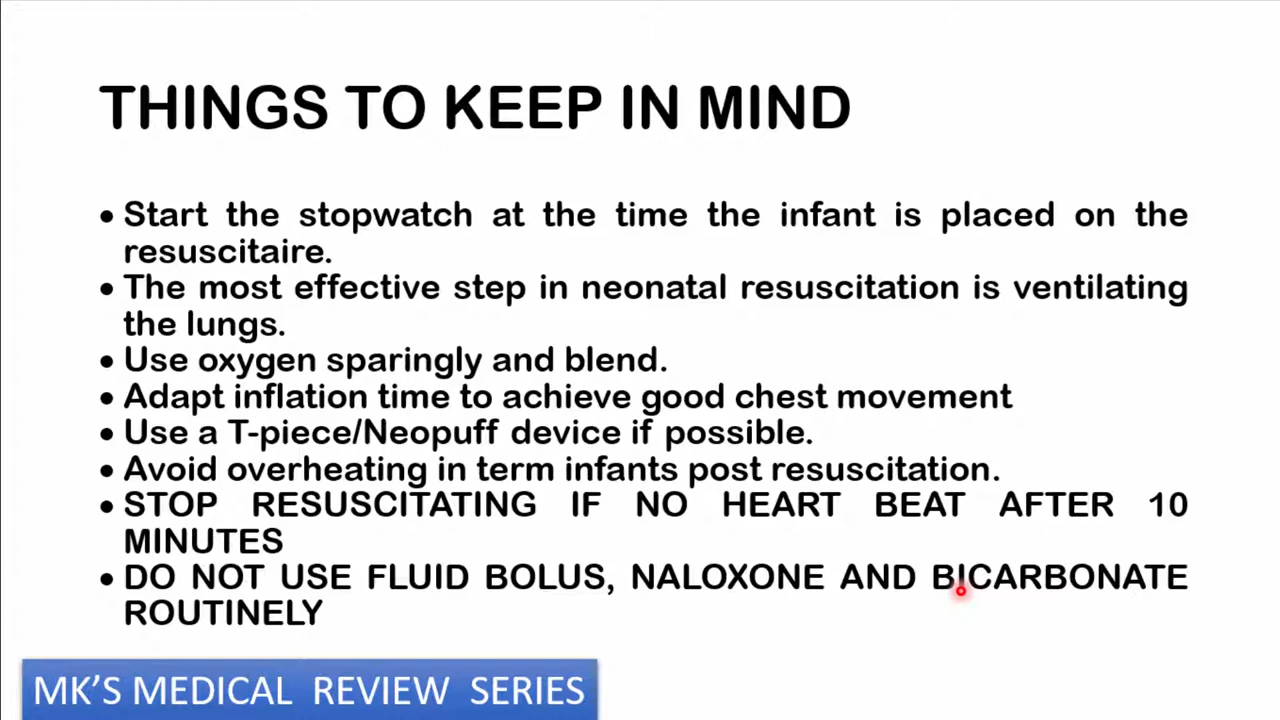 THINGS TO KEEP IN MIND
• Start the stopwatch at the time the infant is placed on the
resuscitaire.
• The most effective step in neonatal resuscitation is ventilating
the lungs.
• Use oxygen sparingly and blend.
• Adapt inflation time to achieve good chest movement
• Use a T-piece/Neopuff device if possible.
• Avoid overheating in term infants post resuscitation.
• STOP RESUSCITATING IF NO HEART BEAT AFTER 10
MINUTES
• DO NOT USE FLUID BOLUS, NALOXONE AND BICARBONATE
ROUTINELY
MK'S MEDICAL REVIEW SERIES